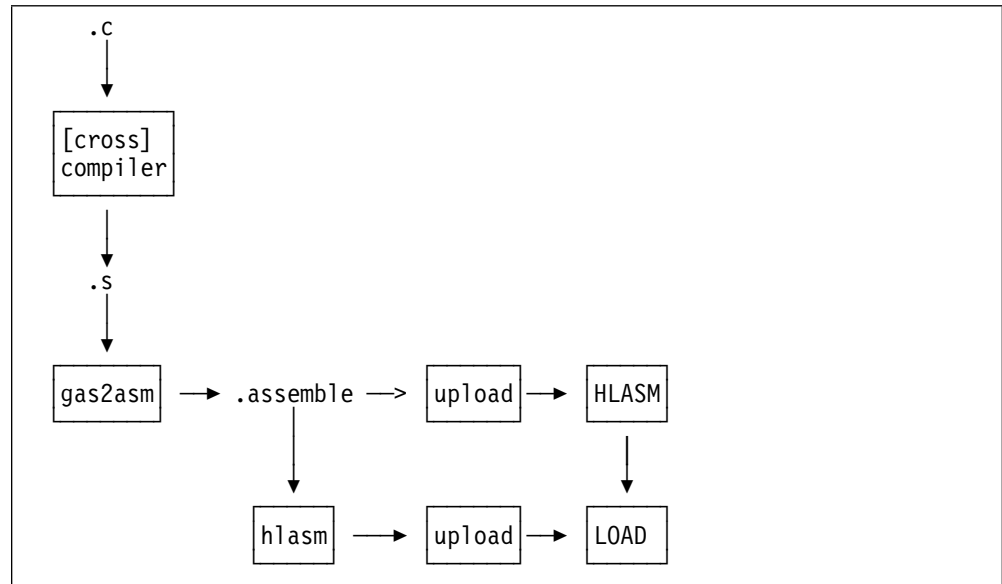 .c
[cross]
compiler
.s
gas2asm .assemble —> upload HLASM
hlasm upload LOAD